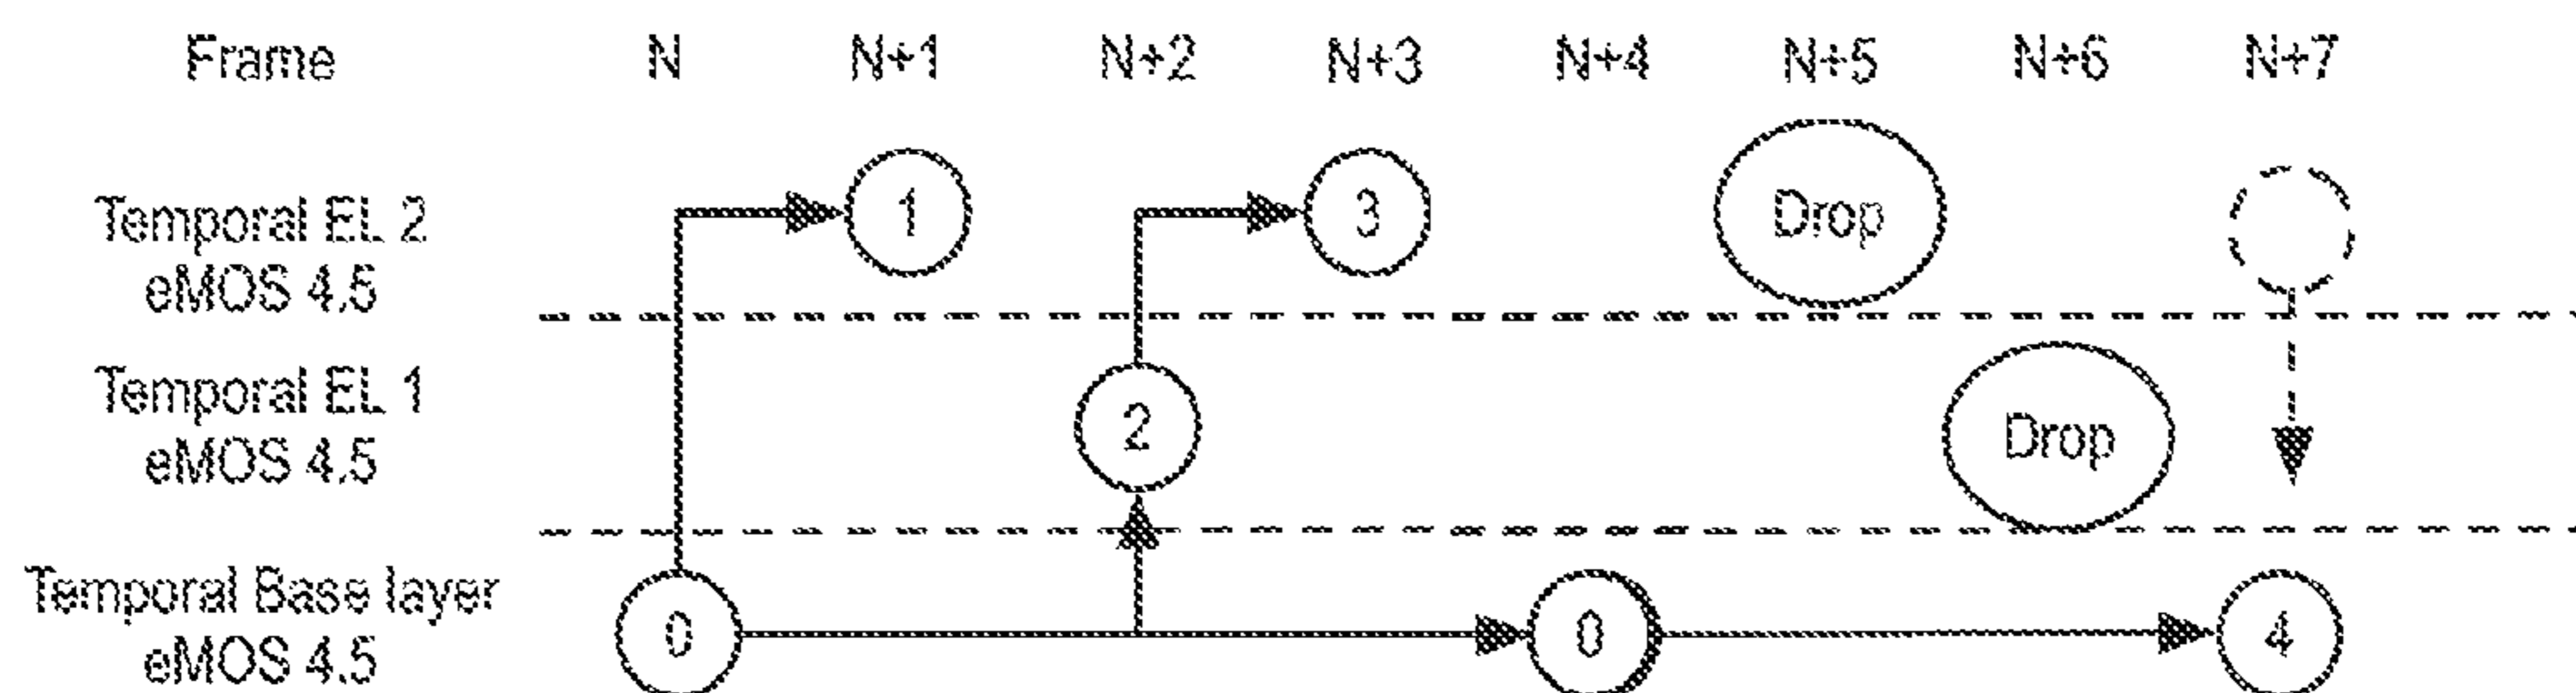 Frame N N+1 N+2 N+3 N+4 N+5 N+6 N+7
Temporal EL 2
eMOS 4.5
1 3 Drop
Temporal EL 1
eMOS 4.5
2 Drop
Temporal Base layer
eMOS 4.5
0 0 4